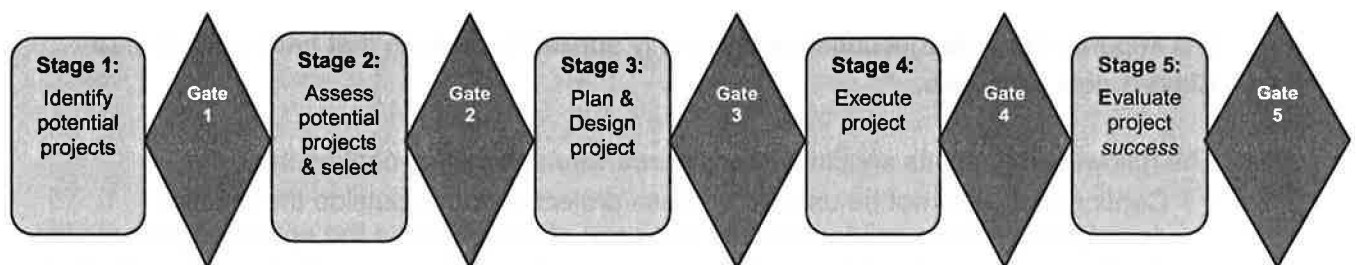 Stage 1:
Identify
potential
projects
Gate
1
Stage 2:
Assess
potential
projects
& select
Gate
2
Stage 3:
Plan &
Design
project
Gate
3
Stage 4:
Execute
project
Gate
4
Stage 5:
Evaluate
project
success
Gate
5